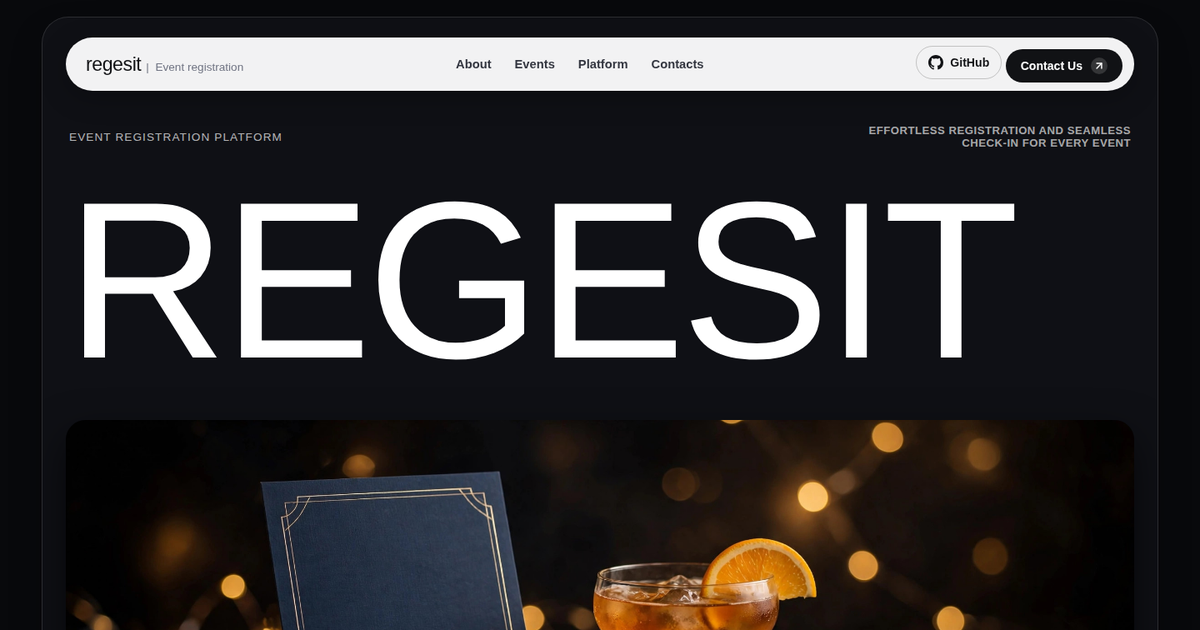 regesit | Event registration
About Events Platform Contacts
GitHub
Contact Us
EVENT REGISTRATION PLATFORM
EFFORTLESS REGISTRATION AND SEAMLESS
CHECK-IN FOR EVERY EVENT
REGESIT